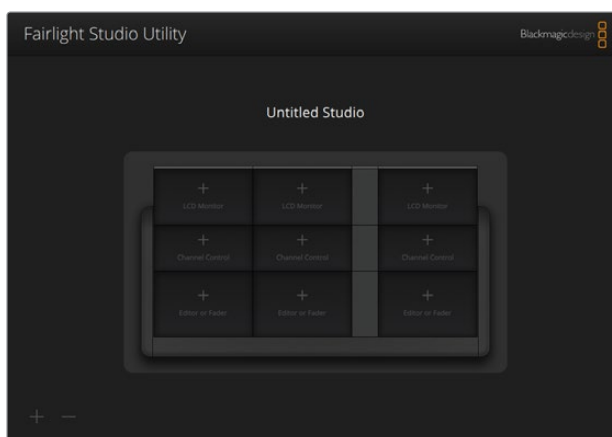 Fairlight Studio Utility
Blackmagicdesign
Untitled Studio
LCD Monitor LCD Monitor LCD Monitor
Channel Control Channel Control Channel Control
Editor or Fader Editor or Fader Editor or Fader